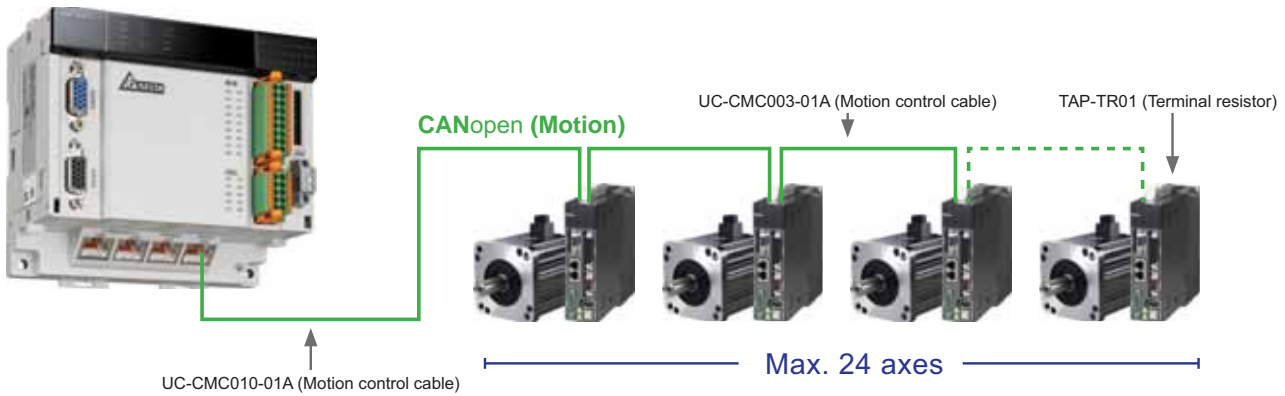 UC-CMC003-01A (Motion control cable)
TAP-TR01 (Terminal resistor)
CANopen (Motion)
Max. 24 axes
UC-CMC010-01A (Motion control cable)